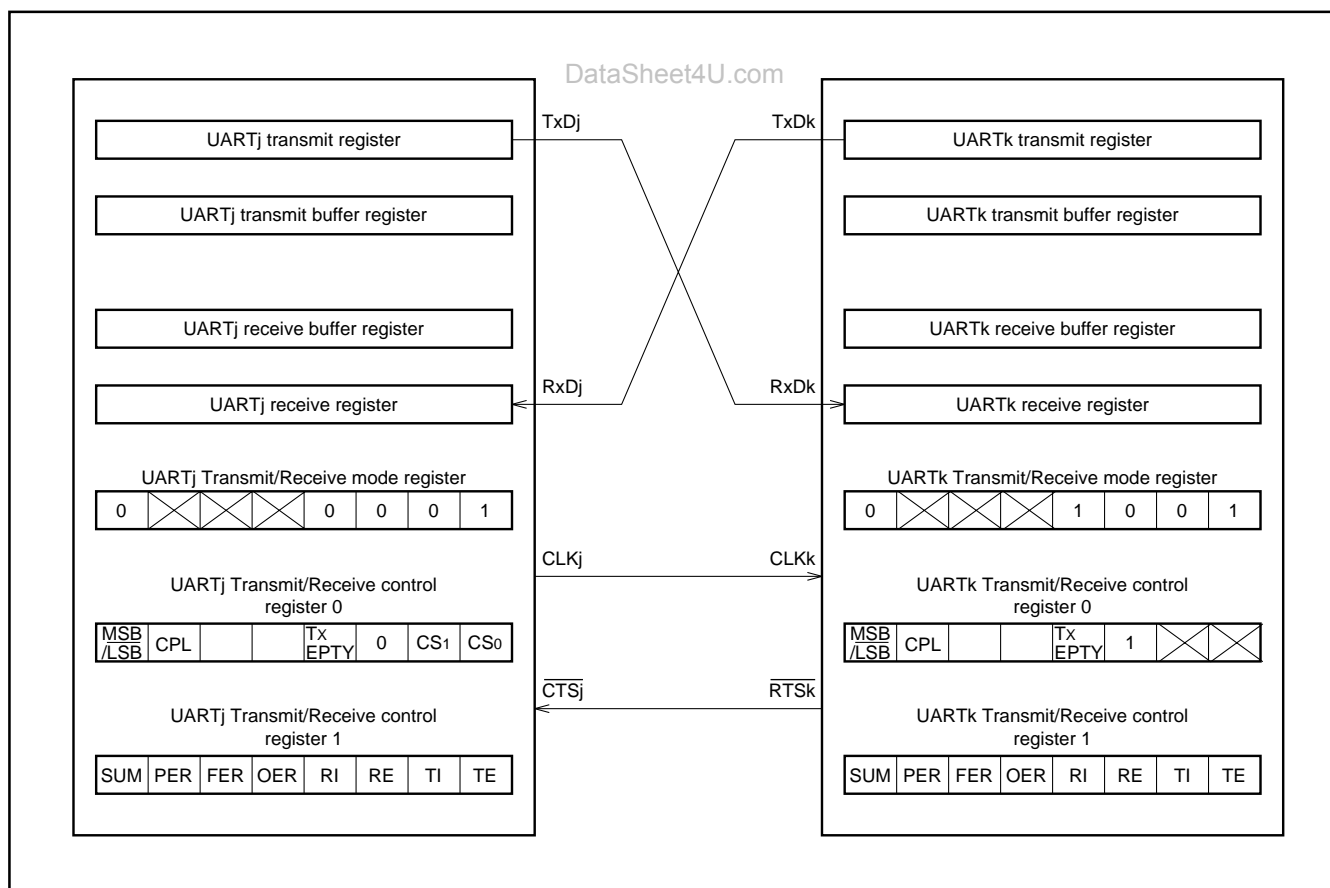 DataSheet4U.com
TxDj TxDk
UARTj transmit register
UARTk transmit register
UARTj transmit buffer register
UARTk transmit buffer register
UARTj receive buffer register
UARTk receive buffer register
RxDj RxDk
UARTj receive register
UARTk receive register
UARTj Transmit/Receive mode register
0 0 0 0 1
UARTk Transmit/Receive mode register
0 1 0 0 1
CLKj CLKk
UARTj Transmit/Receive control
register 0
MSB
/LSB CPL TX
EPTY 0 CS1 CS0
UARTk Transmit/Receive control
register 0
MSB
/LSB CPL TX
EPTY 1
CTSj RTSk
UARTj Transmit/Receive control
register 1
SUM PER FER OER RI RE TI TE
UARTk Transmit/Receive control
register 1
SUM PER FER OER RI RE TI TE